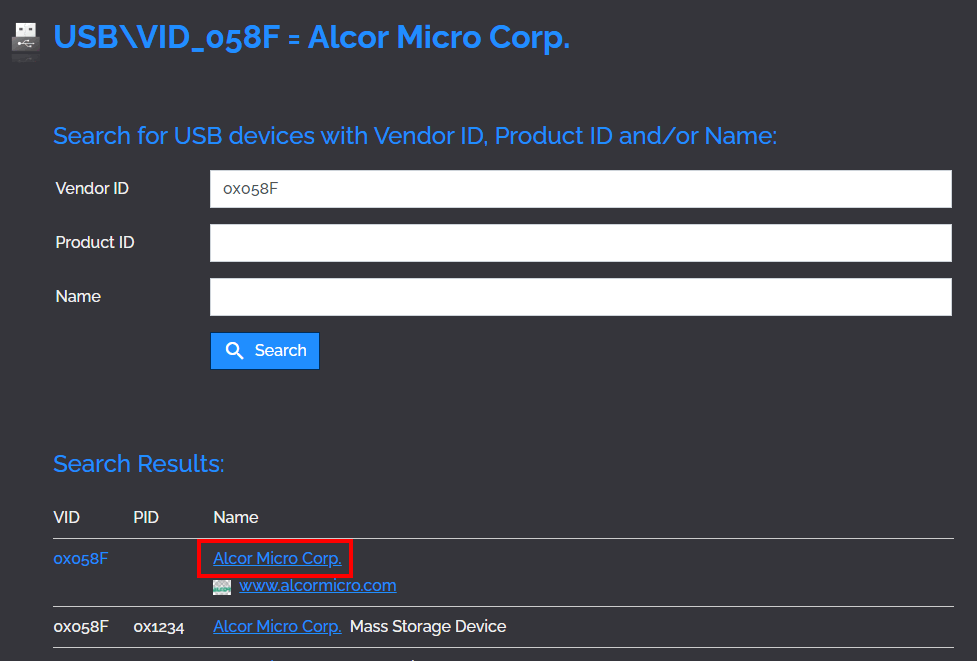 USB\VID_058F = Alcor Micro Corp.
Search for USB devices with Vendor ID, Product ID and/or Name:
Vendor ID 0x058F
Product ID
Name
Search
Search Results:
VID PID Name
0x058F Alcor Micro Corp.
www.alcormicro.com
0x058F 0x1234 Alcor Micro Corp. Mass Storage Device